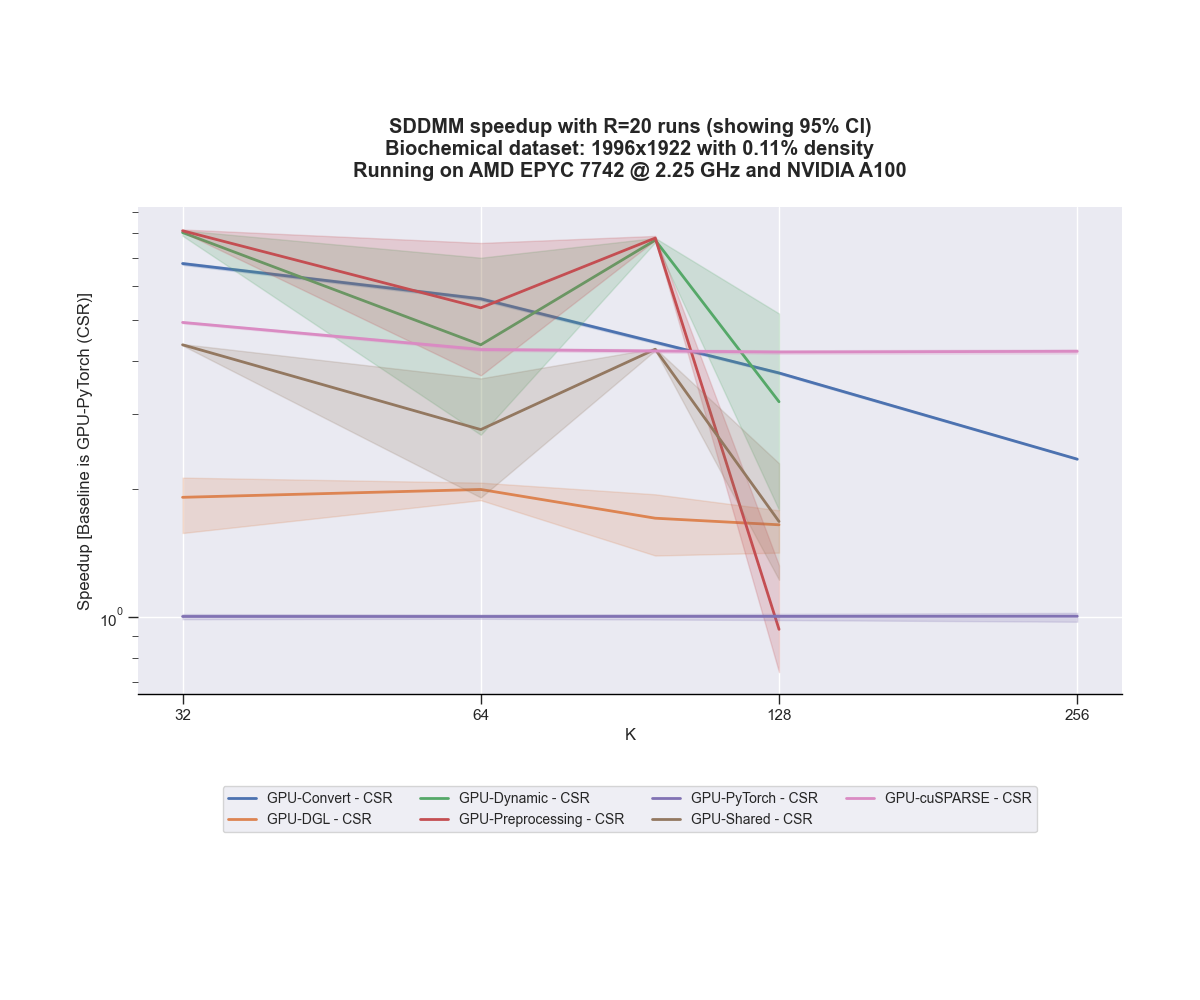 SDDMM speedup with R=20 runs (showing 95% CI)
Biochemical dataset: 1996x1922 with 0.11% density
Running on AMD EPYC 7742 @ 2.25 GHz and NVIDIA A100
Speedup [Baseline is GPU-PyTorch (CSR)]
10^0
32 64 128 256
K
GPU-Convert - CSR GPU-Dynamic - CSR GPU-PyTorch - CSR GPU-cuSPARSE - CSR
GPU-DGL - CSR GPU-Preprocessing - CSR GPU-Shared - CSR